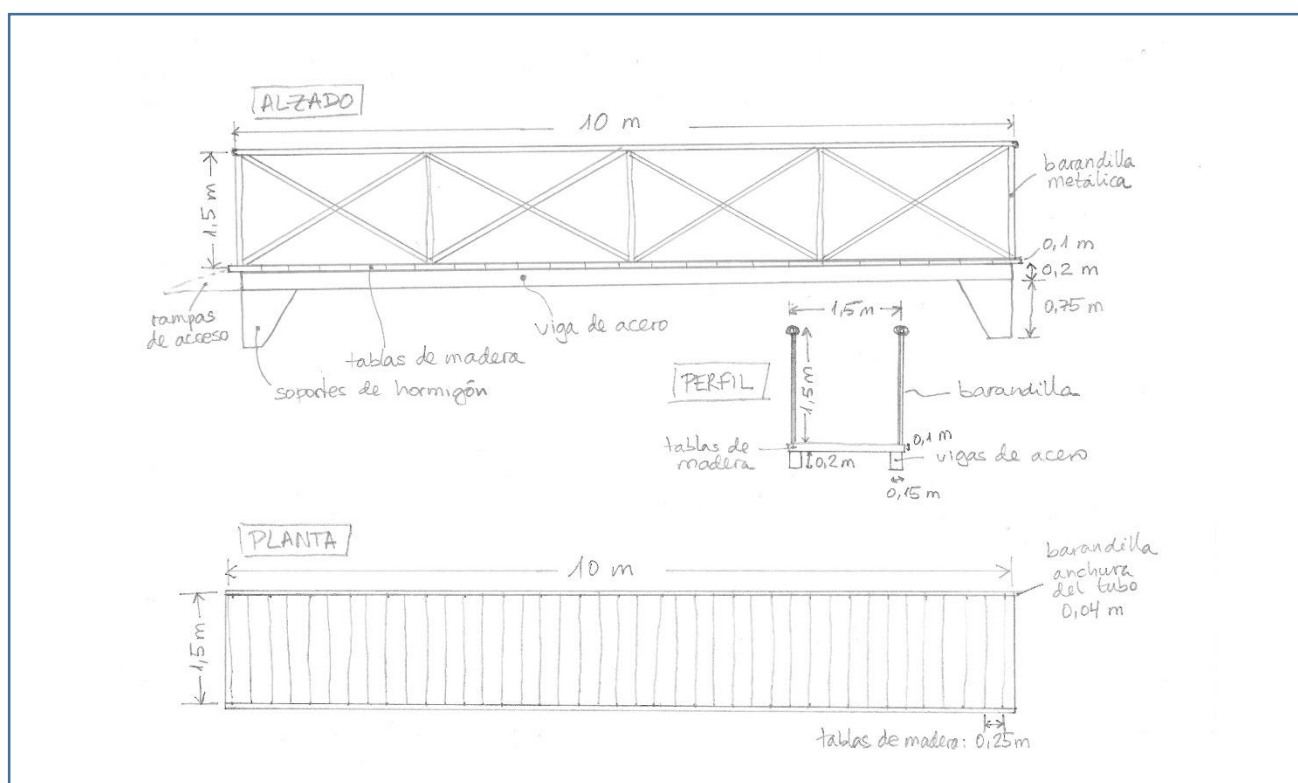 ALZADO
10 m
1,5 m
barandilla
metálica
0,1 m
0,2 m
0,75 m
rampas
de acceso
viga de acero
tablas de madera
soportes de hormigón
1,5 m
PERFIL
1,5 m
barandilla
tablas de
madera
0,1 m
0,2 m
vigas de acero
0,15 m
PLANTA
10 m
barandilla
anchura
del tubo
0,04 m
1,5 m
tablas de madera: 0,25 m